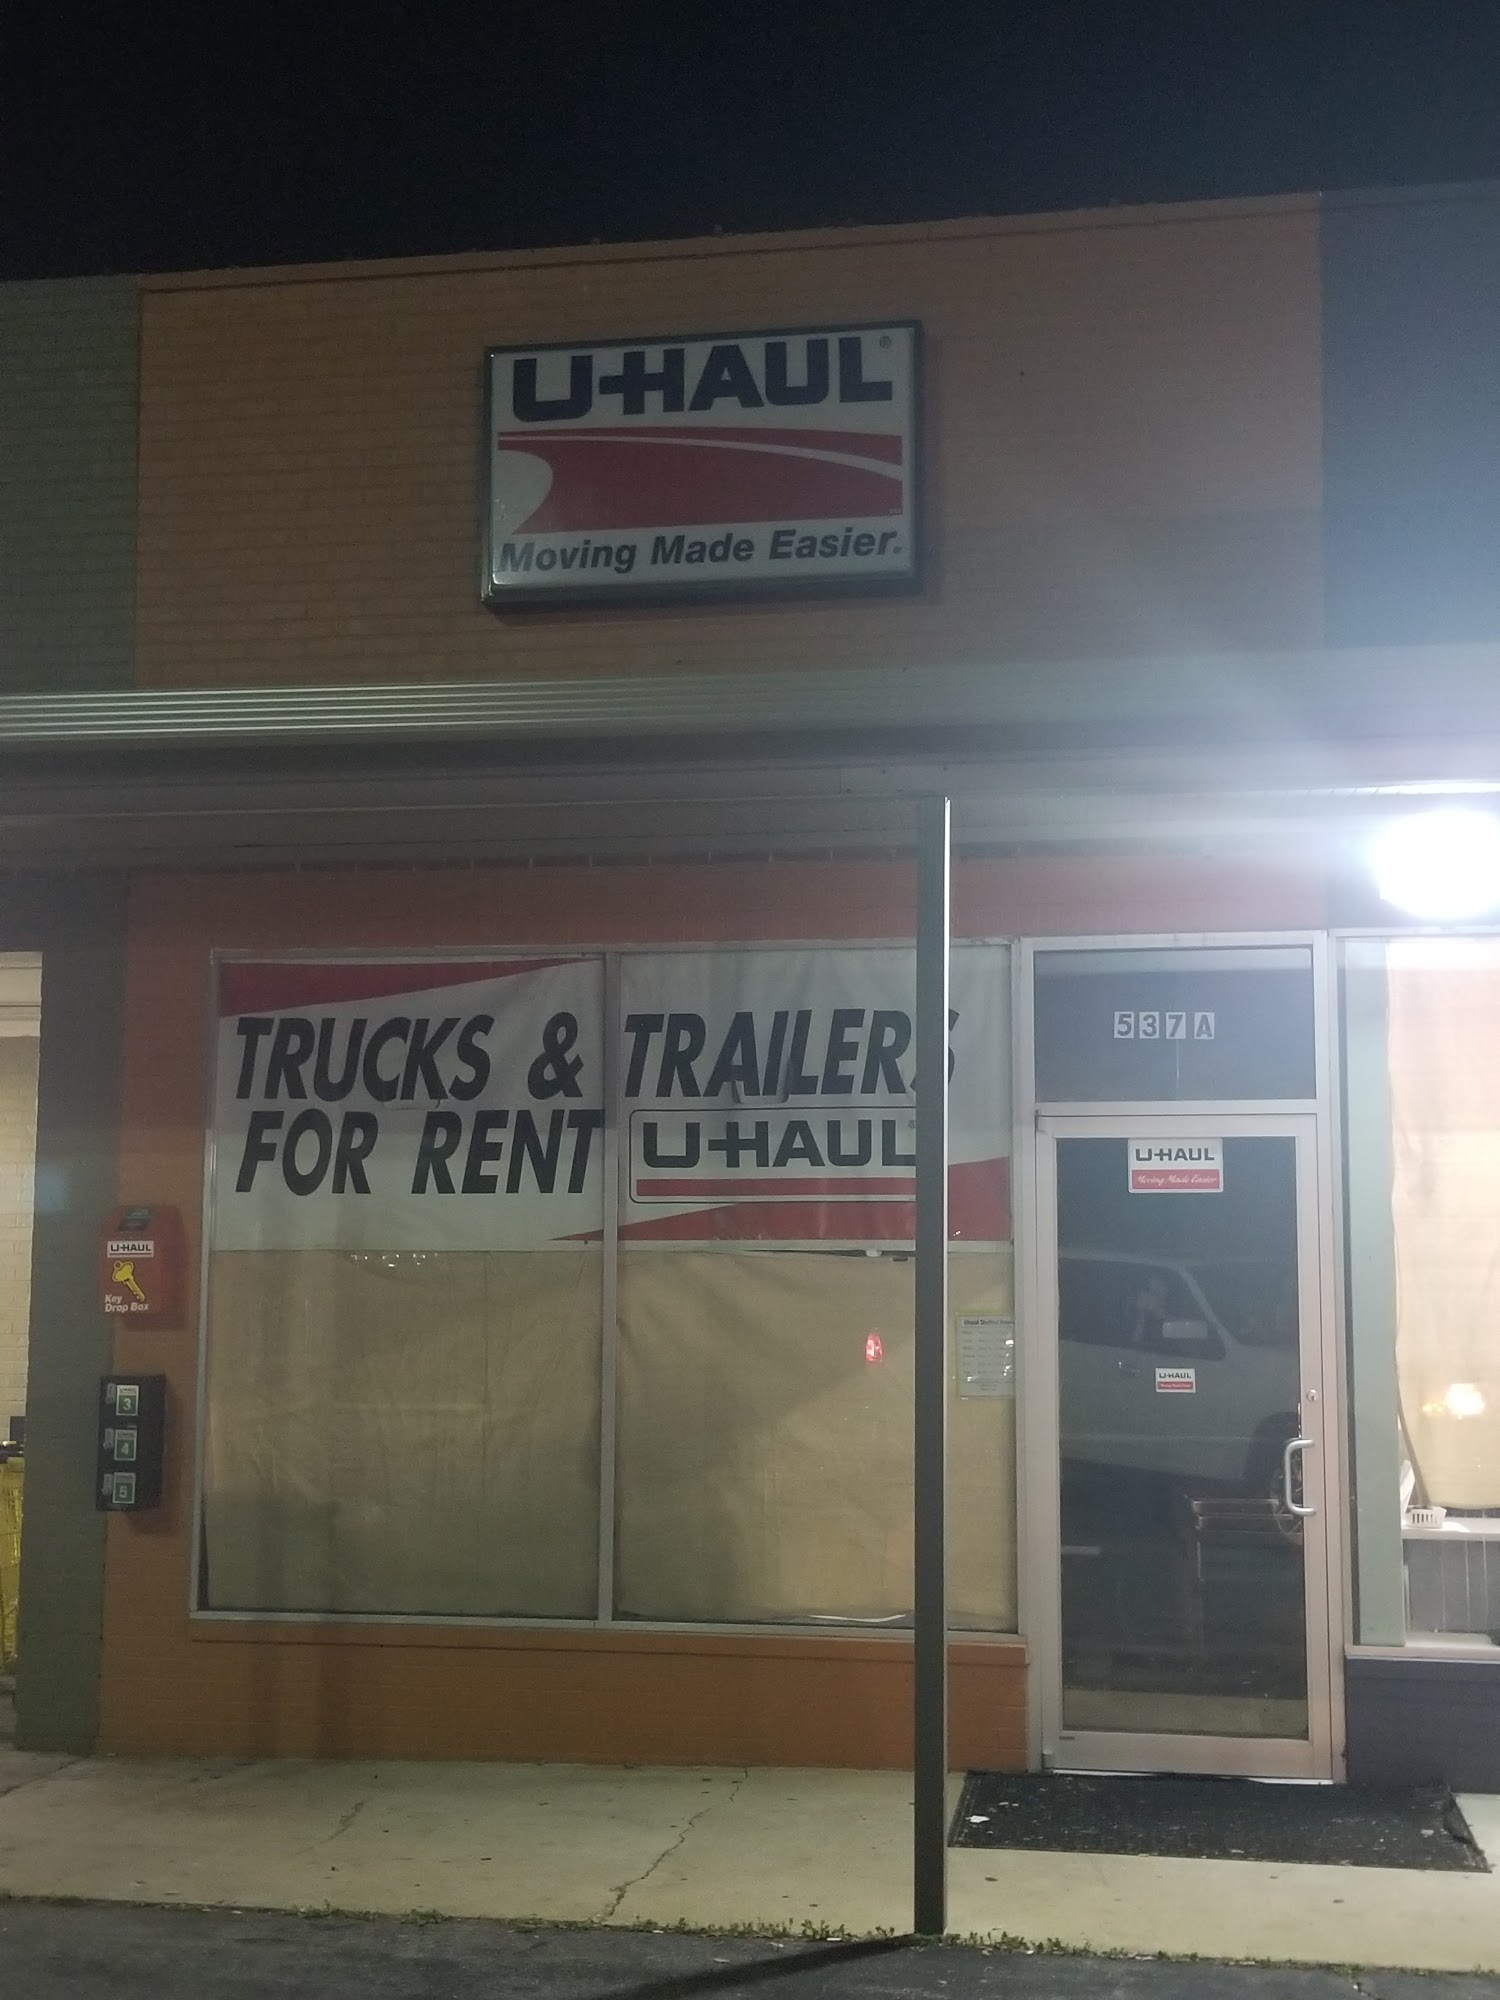 U-HAUL®
Moving Made Easier.
TRUCKS & TRAILERS
FOR RENT U-HAUL®
537A
U-HAUL
Moving Made Easier
U-HAUL
Key
Drop Box
U-HAUL
3
4
5